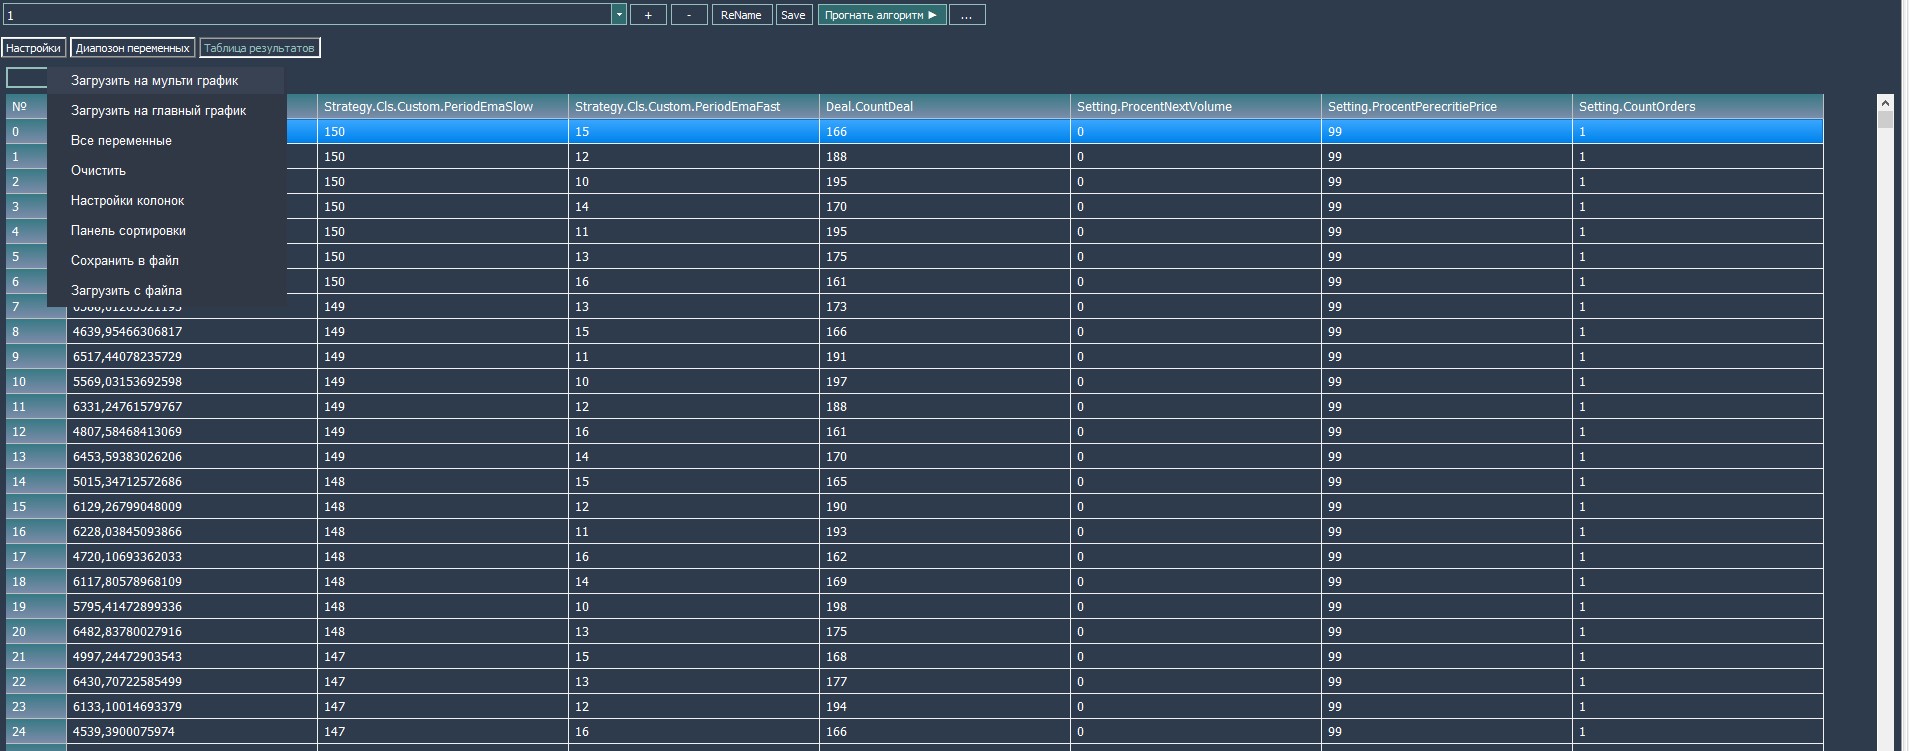 1 + - ReName Save Прогнать алгоритм ► ...
Настройки Диапозон переменных Таблица результатов
Загрузить на мульти график
Загрузить на главный график
Все переменные
Очистить
Настройки колонок
Панель сортировки
Сохранить в файл
Загрузить с файла
№ Strategy.Cls.Custom.PeriodEmaSlow Strategy.Cls.Custom.PeriodEmaFast Deal.CountDeal Setting.ProcentNextVolume Setting.ProcentPerecritiePrice Setting.CountOrders
0 150 15 166 0 99 1
1 150 12 188 0 99 1
2 150 10 195 0 99 1
3 150 14 170 0 99 1
4 150 11 195 0 99 1
5 150 13 175 0 99 1
6 150 16 161 0 99 1
7 149 13 173 0 99 1
8 4639,95466306817 149 15 166 0 99 1
9 6517,44078235729 149 11 191 0 99 1
10 5569,03153692598 149 10 197 0 99 1
11 6331,24761579767 149 12 188 0 99 1
12 4807,58468413069 149 16 161 0 99 1
13 6453,59383026206 149 14 170 0 99 1
14 5015,34712572686 148 15 165 0 99 1
15 6129,26799048009 148 12 190 0 99 1
16 6228,03845093866 148 11 193 0 99 1
17 4720,10693362033 148 16 162 0 99 1
18 6117,80578968109 148 14 169 0 99 1
19 5795,41472899336 148 10 198 0 99 1
20 6482,83780027916 148 13 175 0 99 1
21 4997,24472903543 147 15 168 0 99 1
22 6430,70722585499 147 13 177 0 99 1
23 6133,10014693379 147 12 194 0 99 1
24 4539,3900075974 147 16 166 0 99 1